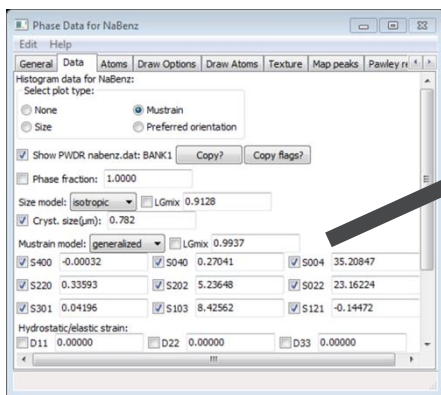 Phase Data for NaBenz
Edit Help
General Data Atoms Draw Options Draw Atoms Texture Map peaks Pawley
Histogram data for NaBenz:
Select plot type:
None Mustrain
Size Preferred orientation
Show PWDR nabenz.dat: BANK1 Copy? Copy flags?
Phase fraction: 1.0000
Size model: isotropic LGmix 0.9128
Cryst. size(μm): 0.782
Mustrain model: generalized LGmix 0.9937
S400 -0.00032 S040 0.27041 S004 35.20847
S220 0.33593 S202 5.23648 S022 23.16224
S301 0.04196 S103 8.42562 S121 -0.14472
Hydrostatic/elastic strain:
D11 0.00000 D22 0.00000 D33 0.00000